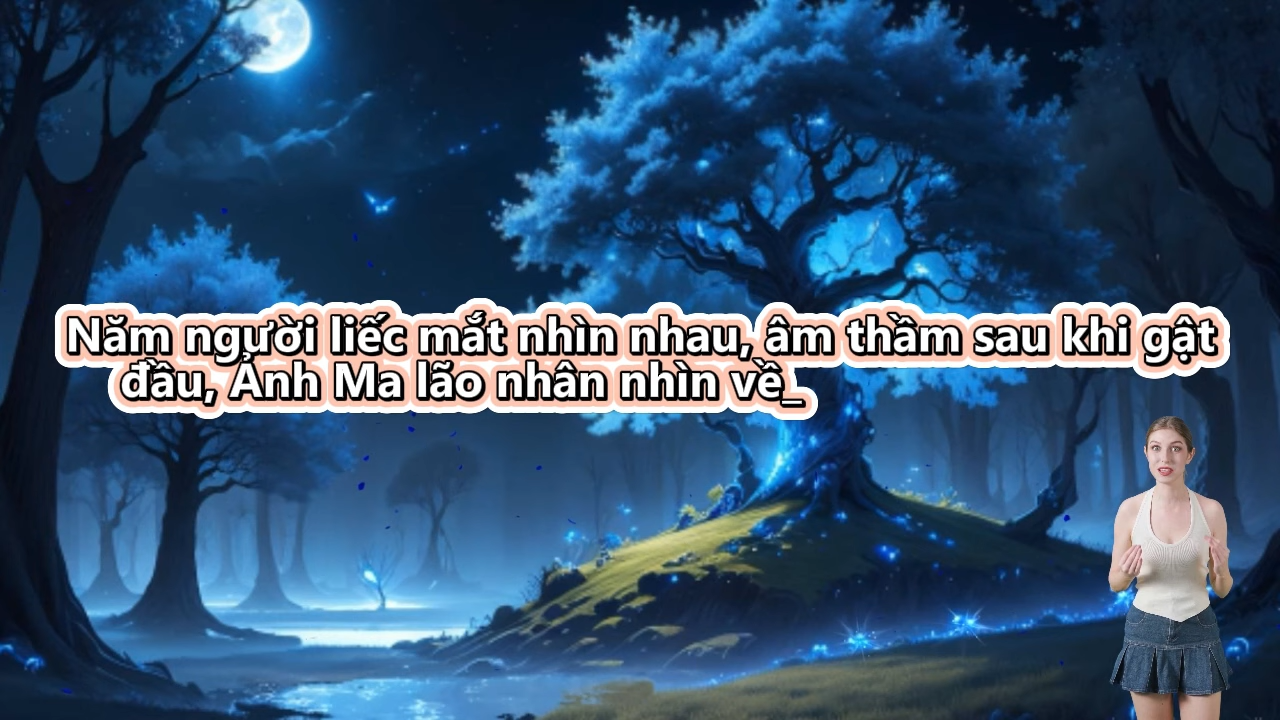 Năm người liếc mắt nhìn nhau, âm thầm sau khi gật
đầu, Ảnh Ma lão nhân nhìn về_